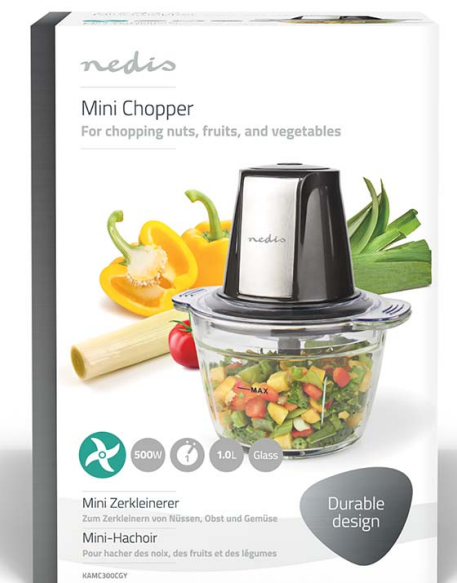 nedis
Mini Chopper
For chopping nuts, fruits, and vegetables
nedis
MAX
500W
1
1.0L
Glass
Mini Zerkleinerer
Zum Zerkleinern von Nüssen, Obst und Gemüse
Durable
design
Mini-Hachoir
Pour hacher des noix, des fruits et des légumes
KAMC300CGY